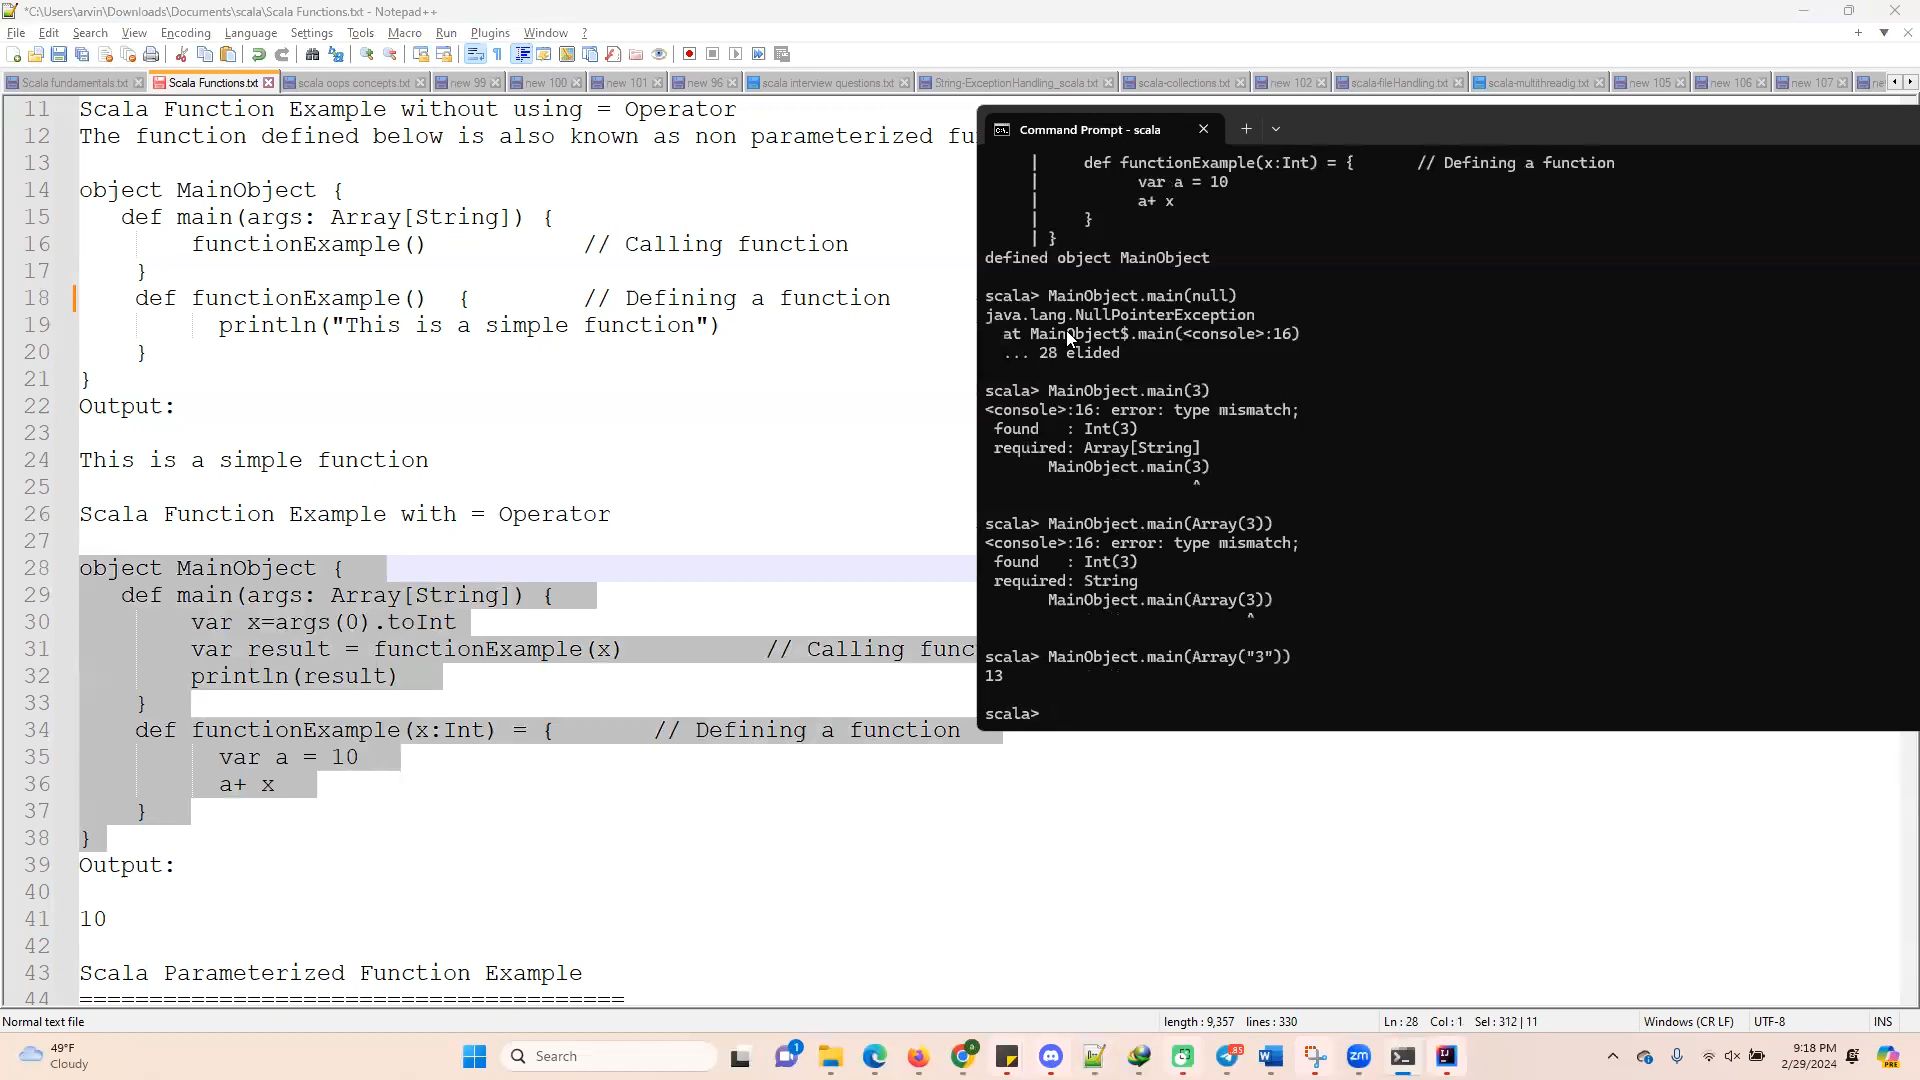 *C:\Users\arvin\Downloads\Documents\scala\Scala Functions.txt - Notepad++
File Edit Search View Encoding Language Settings Tools Macro Run Plugins Window ?
Scala fundamentals.txt Scala Functions.txt scala oops concepts.txt new 99 new 100 new 101 new 96 scala interview questions.txt String-ExceptionHandling_scala.txt scala-collections.txt new 102 scala-fileHandling.txt scala-multithreadig.txt new 105 new 106 new 107
11 Scala Function Example without using = Operator
12 The function defined below is also known as non parameterized fu
13
14 object MainObject {
15 def main(args: Array[String]) {
16 functionExample() // Calling function
17 }
18 def functionExample() { // Defining a function
19 println("This is a simple function")
20 }
21 }
22 Output:
23
24 This is a simple function
25
26 Scala Function Example with = Operator
27
28 object MainObject {
29 def main(args: Array[String]) {
30 var x=args(0).toInt
31 var result = functionExample(x) // Calling func
32 println(result)
33 }
34 def functionExample(x:Int) = { // Defining a function
35 var a = 10
36 a+ x
37 }
38 }
39 Output:
40
41 10
42
43 Scala Parameterized Function Example
44 =======================================
Command Prompt - scala
| def functionExample(x:Int) = { // Defining a function
| var a = 10
| a+ x
| }
| }
defined object MainObject
scala> MainObject.main(null)
java.lang.NullPointerException
at MainObject$.main(<console>:16)
... 28 elided
scala> MainObject.main(3)
<console>:16: error: type mismatch;
found : Int(3)
required: Array[String]
MainObject.main(3)
^
scala> MainObject.main(Array(3))
<console>:16: error: type mismatch;
found : Int(3)
required: String
MainObject.main(Array(3))
^
scala> MainObject.main(Array("3"))
13
scala>
Normal text file length : 9,357 lines : 330 Ln : 28 Col : 1 Sel : 312 | 11 Windows (CR LF) UTF-8 INS
49°F
Cloudy
Search
1
85
9:18 PM
2/29/2024